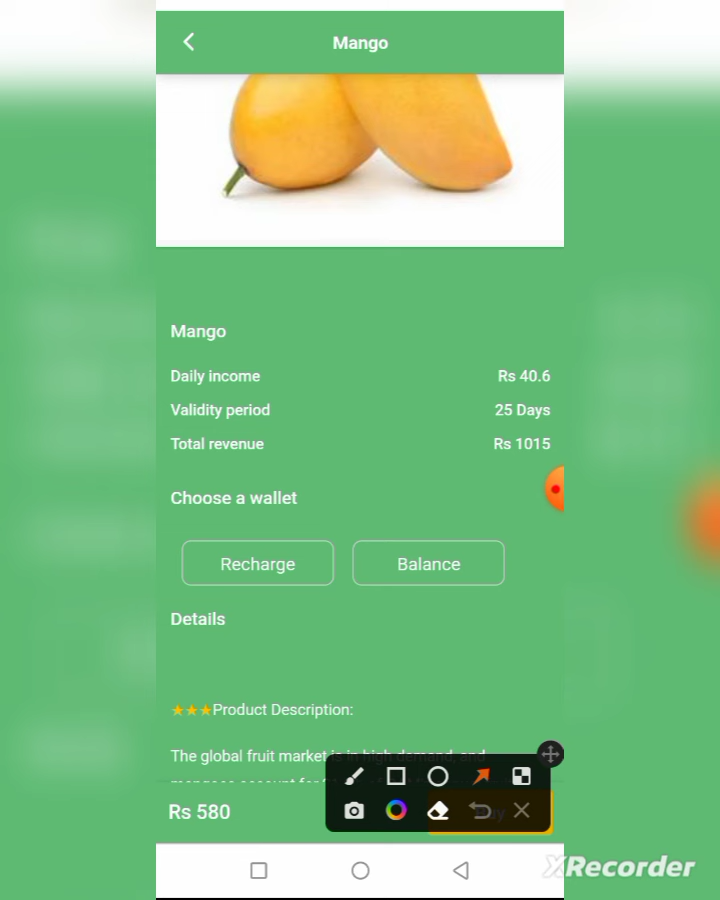 Mango
Mango
Daily income Rs 40.6
Validity period 25 Days
Total revenue Rs 1015
Choose a wallet
Recharge Balance
Details
★★★Product Description:
The global fruit market is in high demand, and
Rs 580
XRecorder